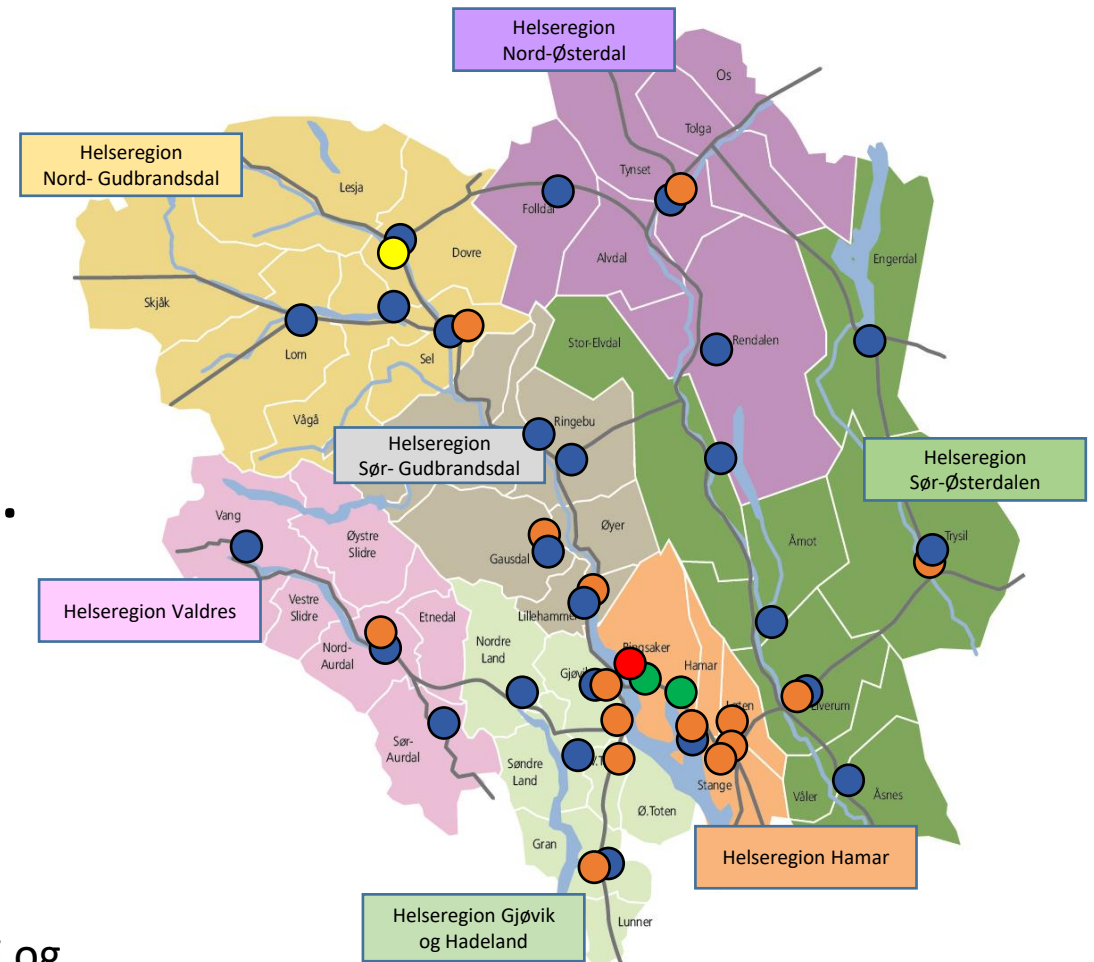 Helseregion
Nord-Østerdal
Os
Tolga
Helseregion
Nord- Gudbrandsdal
Lesja
Tynset
Folldal
Dovre
Alvdal
Engerdal
Skjåk
Stor-Elvdal
Rendalen
Lom
Sel
Vågå
Ringebu
Helseregion
Sør- Gudbrandsdal
Helseregion
Sør-Østerdalen
.
Vang
Øystre
Slidre
Øyer
Åmot
Trysil
Gausdal
Helseregion Valdres
Vestre
Slidre
Etnedal
Lillehammer
Nord-
Aurdal
Nordre
Land
Gjøvik
Ringsaker
Hamar
Løten
Elverum
Sør-
Aurdal
Søndre
Land
Stange
Våler
Åsnes
Ø.Toten
Gran
Helseregion Hamar
Helseregion Gjøvik
og Hadeland
Lunner
og